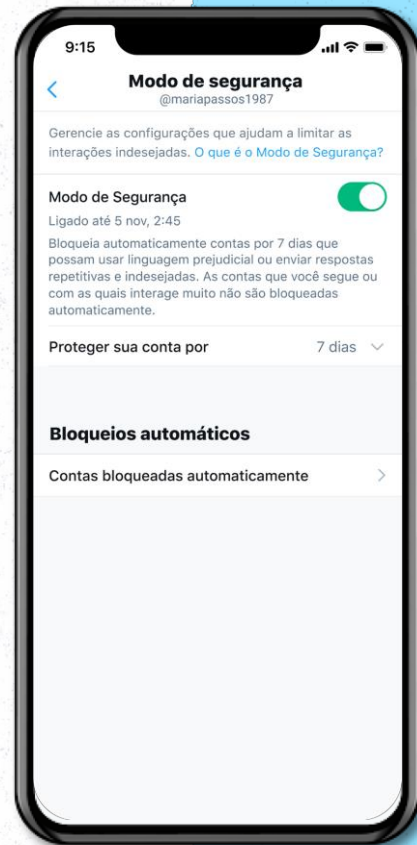 9:15
Modo de segurança
@mariapassos1987
Gerencie as configurações que ajudam a limitar as
interações indesejadas. O que é o Modo de Segurança?
Modo de Segurança
Ligado até 5 nov, 2:45
Bloqueia automaticamente contas por 7 dias que
possam usar linguagem prejudicial ou enviar respostas
repetitivas e indesejadas. As contas que você segue ou
com as quais interage muito não são bloqueadas
automaticamente.
Proteger sua conta por 7 dias
Bloqueios automáticos
Contas bloqueadas automaticamente